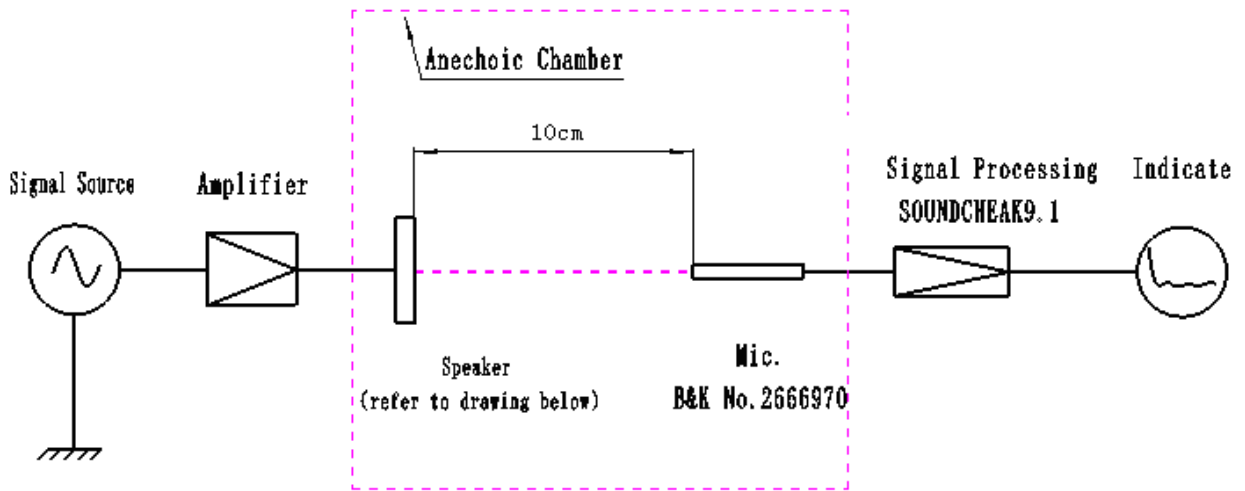 Anechoic Chamber
10cm
Signal Source
Amplifier
Signal Processing
SOUNDCHEAK9.1
Indicate
Speaker
(refer to drawing below)
Mic.
B&K No.2666970